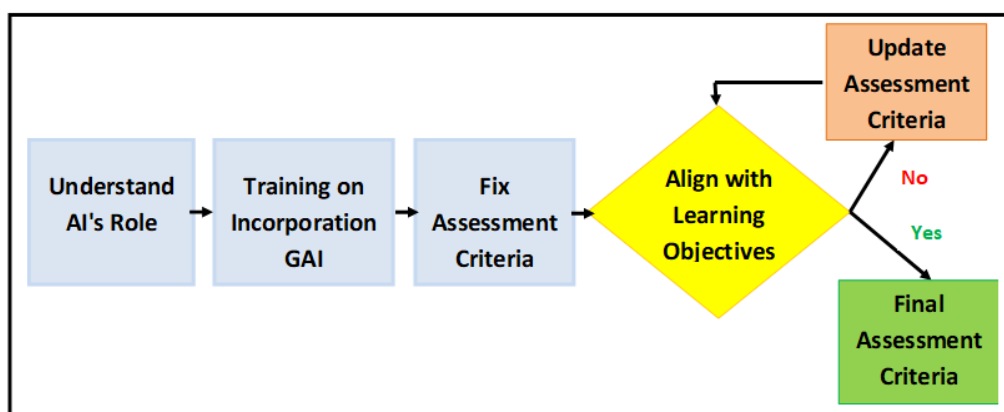 Understand
AI's Role
Training on
Incorporation
GAI
Fix
Assessment
Criteria
Align with
Learning
Objectives
Update
Assessment
Criteria
No
Yes
Final
Assessment
Criteria